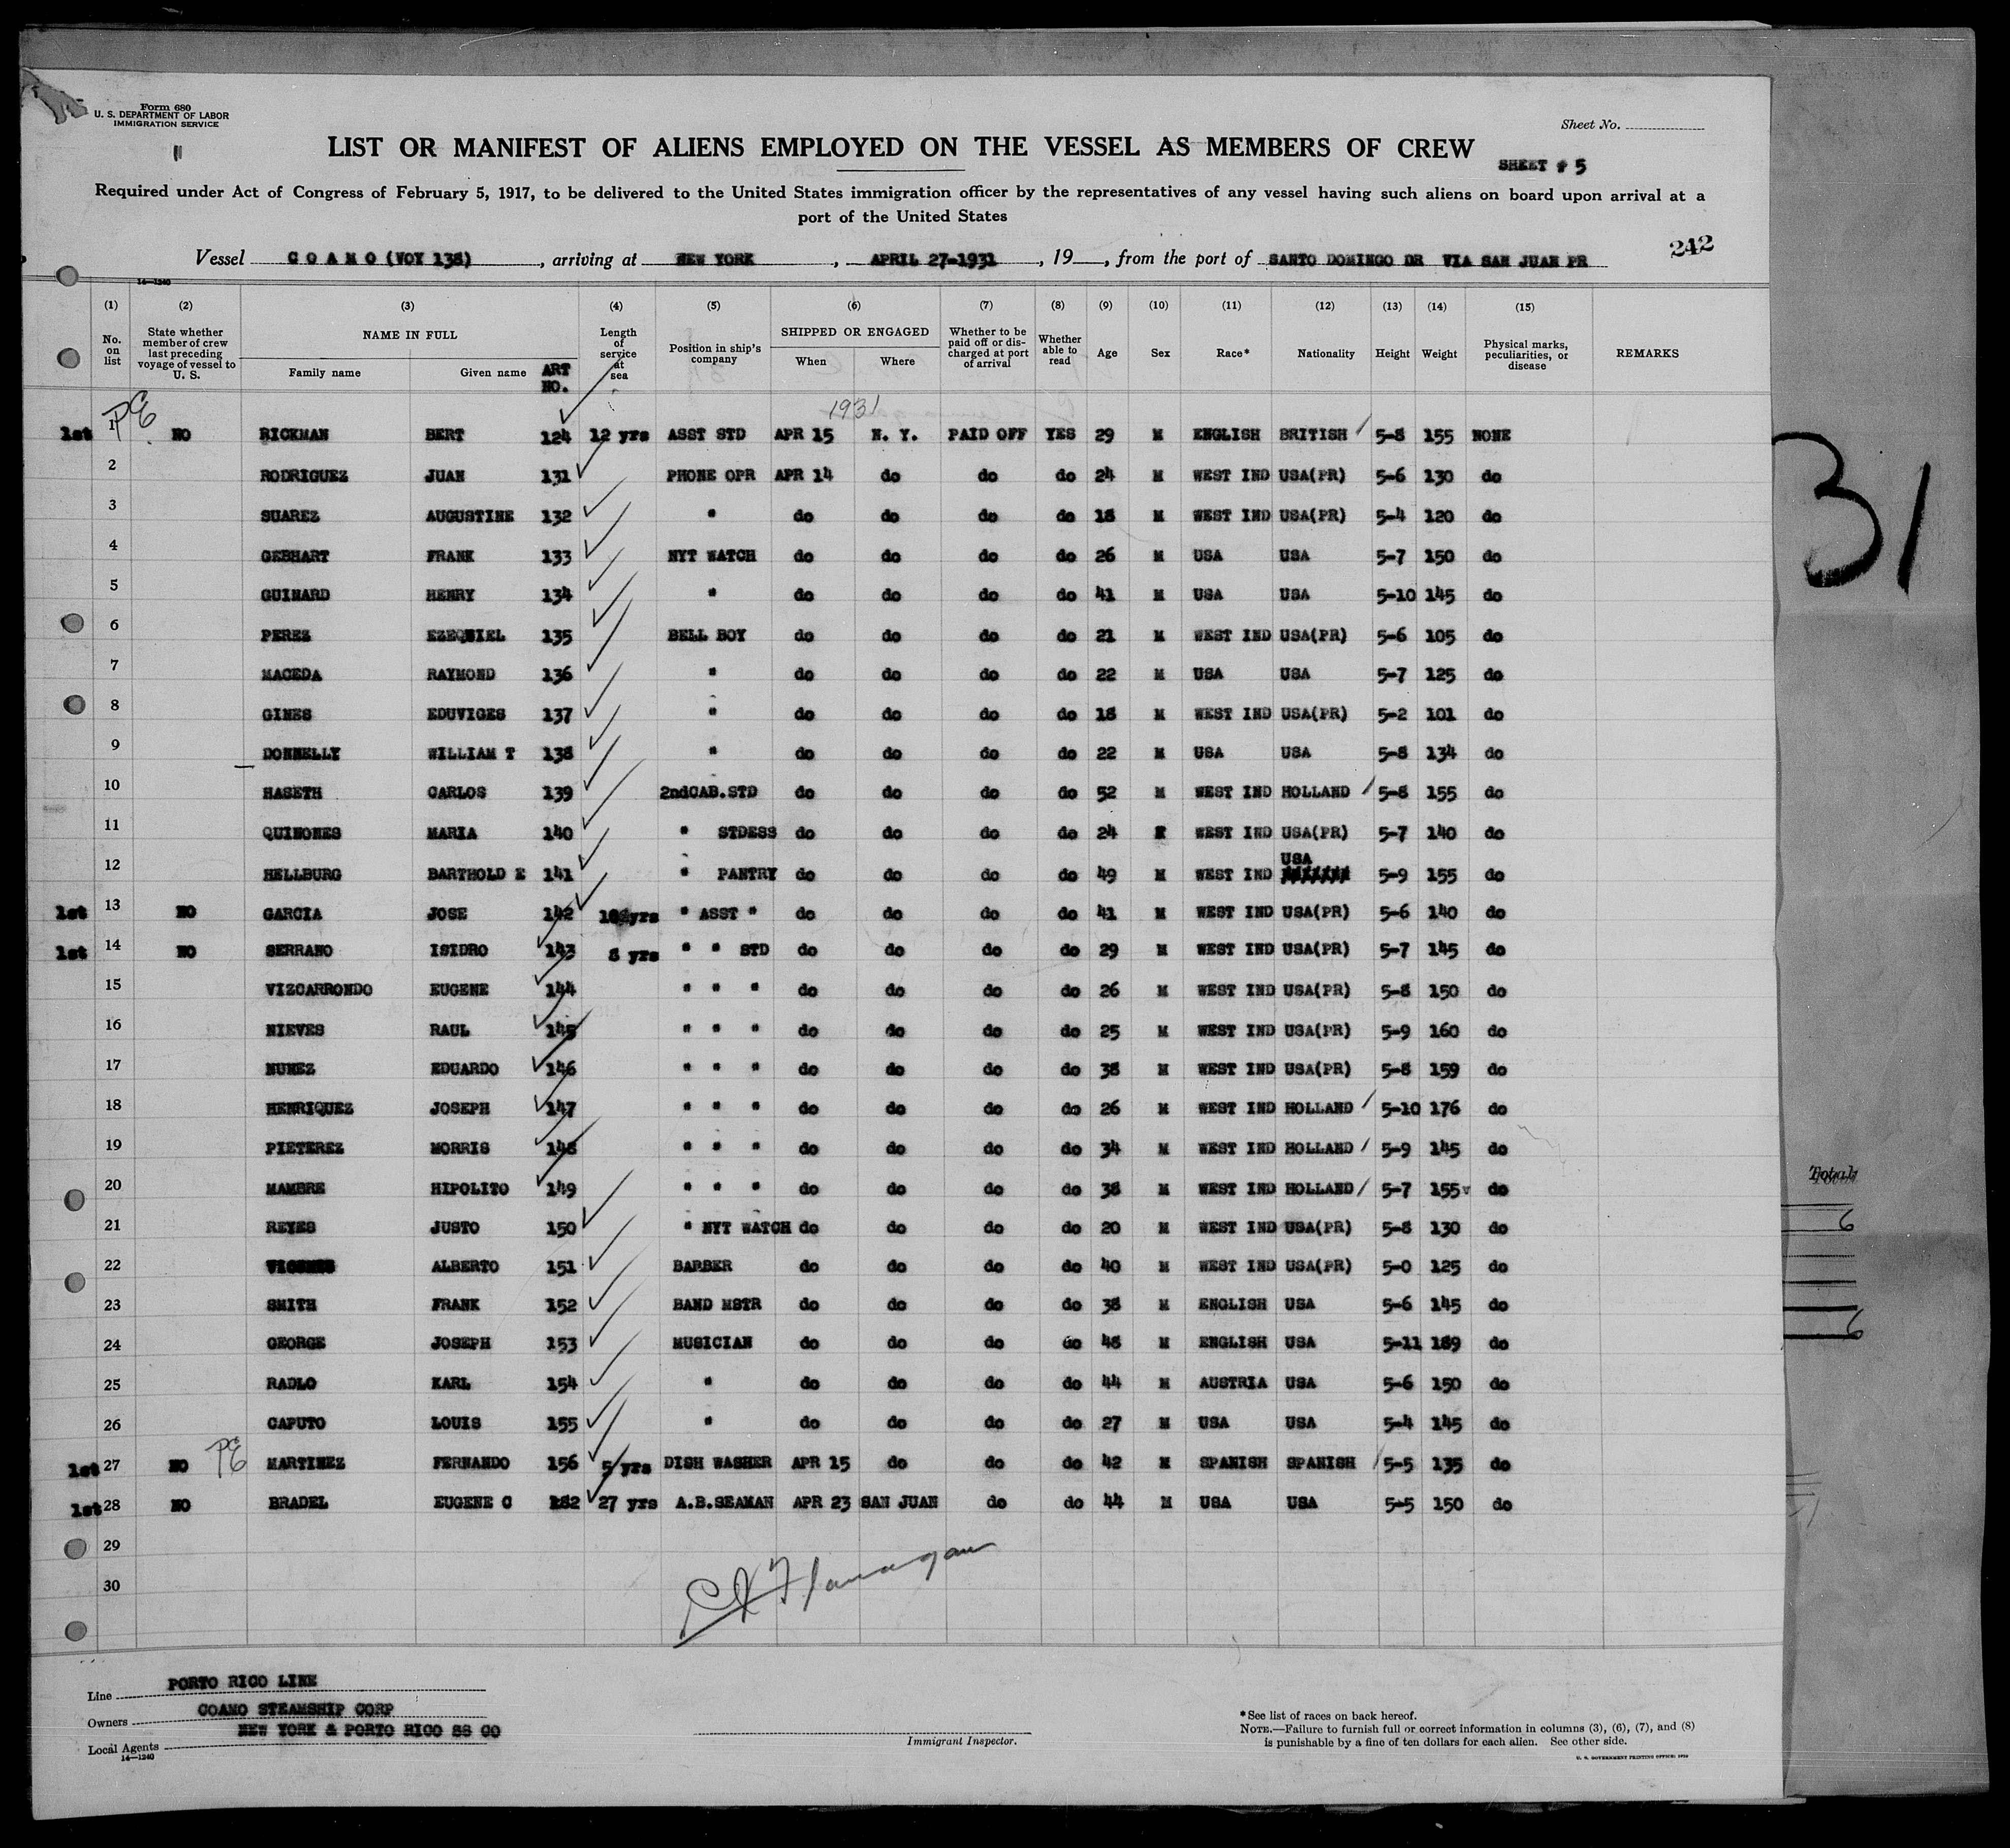 Form 680
U. S. DEPARTMENT OF LABOR
IMMIGRATION SERVICE
Sheet No.
LIST OR MANIFEST OF ALIENS EMPLOYED ON THE VESSEL AS MEMBERS OF CREW
SHEET # 5
Required under Act of Congress of February 5, 1917, to be delivered to the United States immigration officer by the representatives of any vessel having such aliens on board upon arrival at a
port of the United States
242
Vessel COAMO (VOY 138), arriving at NEW YORK, APRIL 27-1931, 19, from the port of SANTO DOMINGO DR VIA SAN JUAN PR
14—1240
(1) (2) (3) (4) (5) (6) (7) (8) (9) (10) (11) (12) (13) (14) (15)
No. on list
State whether member of crew last preceding voyage of vessel to U. S.
NAME IN FULL
Family name Given name ART NO.
Length of service at sea
Position in ship's company
SHIPPED OR ENGAGED
When Where
Whether to be paid off or discharged at port of arrival
Whether able to read
Age Sex Race* Nationality Height Weight
Physical marks, peculiarities, or disease
REMARKS
PE
1931
1st 1 NO RICKMAN BERT 124 12 yrs ASST STD APR 15 N. Y. PAID OFF YES 29 M ENGLISH BRITISH 5-8 155 NONE
2 RODRIGUEZ JUAN 131 PHONE OPR APR 14 do do do 24 M WEST IND USA(PR) 5-6 130 do
3 SUAREZ AUGUSTINE 132 " do do do do 18 M WEST IND USA(PR) 5-4 120 do
4 GEBHART FRANK 133 NYT WATCH do do do do 26 M USA USA 5-7 150 do
5 GUINARD HENRY 134 " do do do do 41 M USA USA 5-10 145 do
6 PEREZ EZEQUIEL 135 BELL BOY do do do do 21 M WEST IND USA(PR) 5-6 105 do
7 MACEDA RAYMOND 136 " do do do do 22 M USA USA 5-7 125 do
8 GINES EDUVIGES 137 " do do do do 18 M WEST IND USA(PR) 5-2 101 do
9 DONNELLY WILLIAM T 138 " do do do do 22 M USA USA 5-8 134 do
10 HASETH CARLOS 139 2ndCAB.STD do do do do 52 M WEST IND HOLLAND 5-8 155 do
11 QUINONES MARIA 140 " STDESS do do do do 24 F WEST IND USA(PR) 5-7 140 do
12 HELLBURG BARTHOLD E 141 " PANTRY do do do do 49 M WEST IND USA 5-9 155 do
1st 13 NO GARCIA JOSE 142 yrs " ASST " do do do do 41 M WEST IND USA(PR) 5-6 140 do
1st 14 NO SERRANO ISIDRO 143 8 yrs " " STD do do do do 29 M WEST IND USA(PR) 5-7 145 do
15 VIZCARRONDO EUGENE 144 " " " do do do do 26 M WEST IND USA(PR) 5-8 150 do
16 NIEVES RAUL 145 " " " do do do do 25 M WEST IND USA(PR) 5-9 160 do
17 NUNEZ EDUARDO 146 " " " do do do do 38 M WEST IND USA(PR) 5-8 159 do
18 HENRIQUEZ JOSEPH 147 " " " do do do do 26 M WEST IND HOLLAND 5-10 176 do
19 PIETEREZ MORRIS 148 " " " do do do do 34 M WEST IND HOLLAND 5-9 145 do
20 MAMBRE HIPOLITO 149 " " " do do do do 38 M WEST IND HOLLAND 5-7 155 do
21 REYES JUSTO 150 " NYT WATCH do do do do 20 M WEST IND USA(PR) 5-8 130 do
22 ALBERTO 151 BARBER do do do do 40 M WEST IND USA(PR) 5-0 125 do
23 SMITH FRANK 152 BAND MSTR do do do do 38 M ENGLISH USA 5-6 145 do
24 GEORGE JOSEPH 153 MUSICIAN do do do do 48 M ENGLISH USA 5-11 189 do
25 RADLO KARL 154 " do do do do 44 M AUSTRIA USA 5-6 150 do
26 CAPUTO LOUIS 155 " do do do do 27 M USA USA 5-4 145 do
PE
1st 27 NO MARTINEZ FERNANDO 156 5 yrs DISH WASHER APR 15 do do do 42 M SPANISH SPANISH 5-5 135 do
1st 28 NO BRADEL EUGENE C 182 27 yrs A.B.SEAMAN APR 23 SAN JUAN do do 44 M USA USA 5-5 150 do
29
30
Flannagan
31
Total
6
6
Line PORTO RICO LINE
Owners COAMO STEAMSHIP CORP
Local Agents NEW YORK & PORTO RICO SS CO
14—1240
Immigrant Inspector.
*See list of races on back hereof.
NOTE.—Failure to furnish full or correct information in columns (3), (6), (7), and (8)
is punishable by a fine of ten dollars for each alien. See other side.
U. S. GOVERNMENT PRINTING OFFICE: